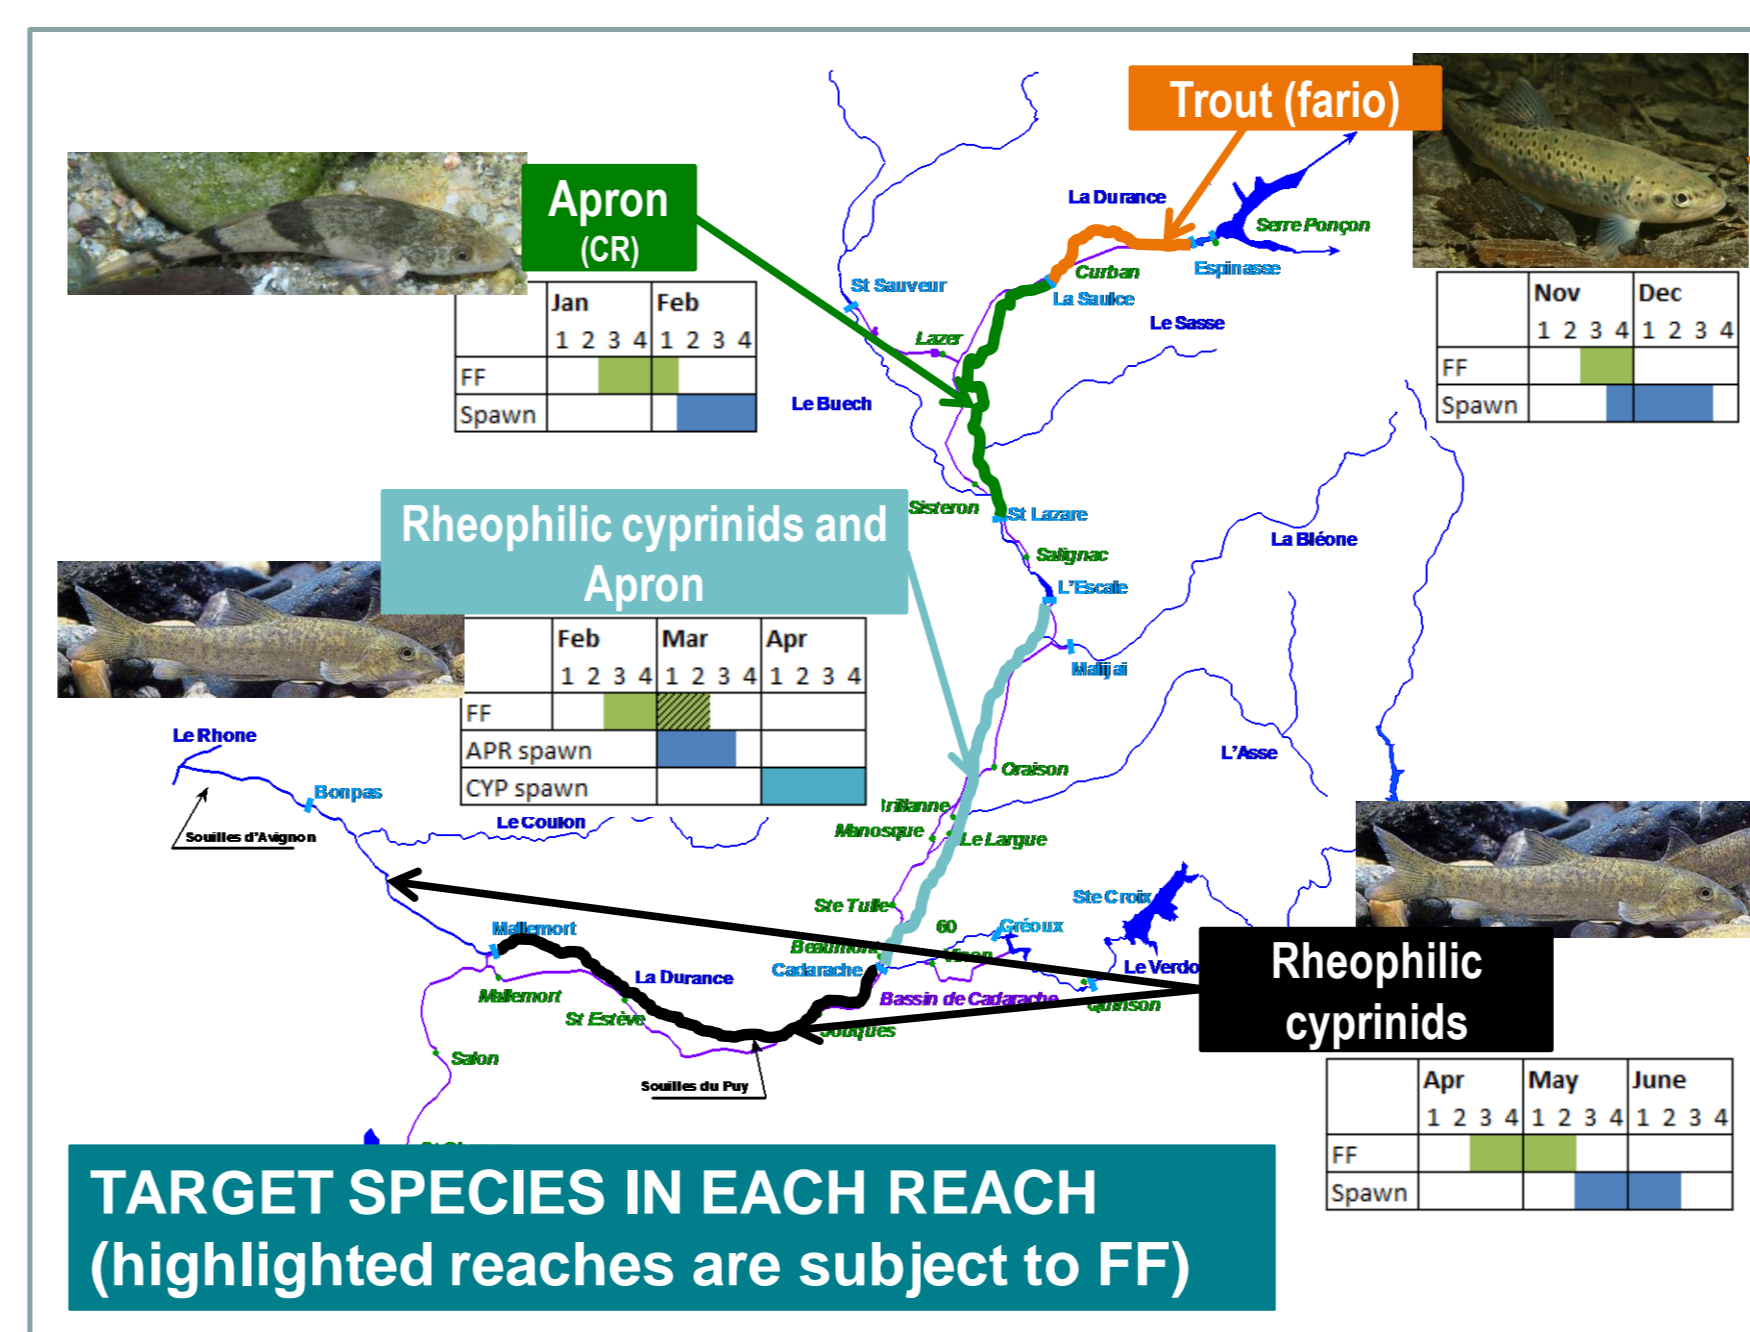 Trout (fario)
Apron
(CR)
La Durance
Serre Ponçon
Espinasse
Curban
La Saulce
St Sauveur
Le Sasse
Lazer
Le Buech
Jan Feb
1 2 3 4 1 2 3 4
FF
Spawn
Nov Dec
1 2 3 4 1 2 3 4
FF
Spawn
Rheophilic cyprinids and
Apron
Sisteron
St Lazare
Salignac
La Bléone
L'Escale
Malijai
Feb Mar Apr
1 2 3 4 1 2 3 4 1 2 3 4
FF
APR spawn
CYP spawn
Le Rhone
Bonpas
Souilles d'Avignon
Le Coulon
L'Asse
Oraison
Manosque
Le Largue
Ste Tulle
Ste Croix
60
Gréoux
Mallemort
Beaumont
Vinon
Cadarache
La Durance
Le Verdo
Bassin de Cadarache
Quinson
Mallemort
St Estève
Jouques
Salon
Souilles du Puy
Rheophilic
cyprinids
Apr May June
1 2 3 4 1 2 3 4 1 2 3 4
FF
Spawn
TARGET SPECIES IN EACH REACH
(highlighted reaches are subject to FF)